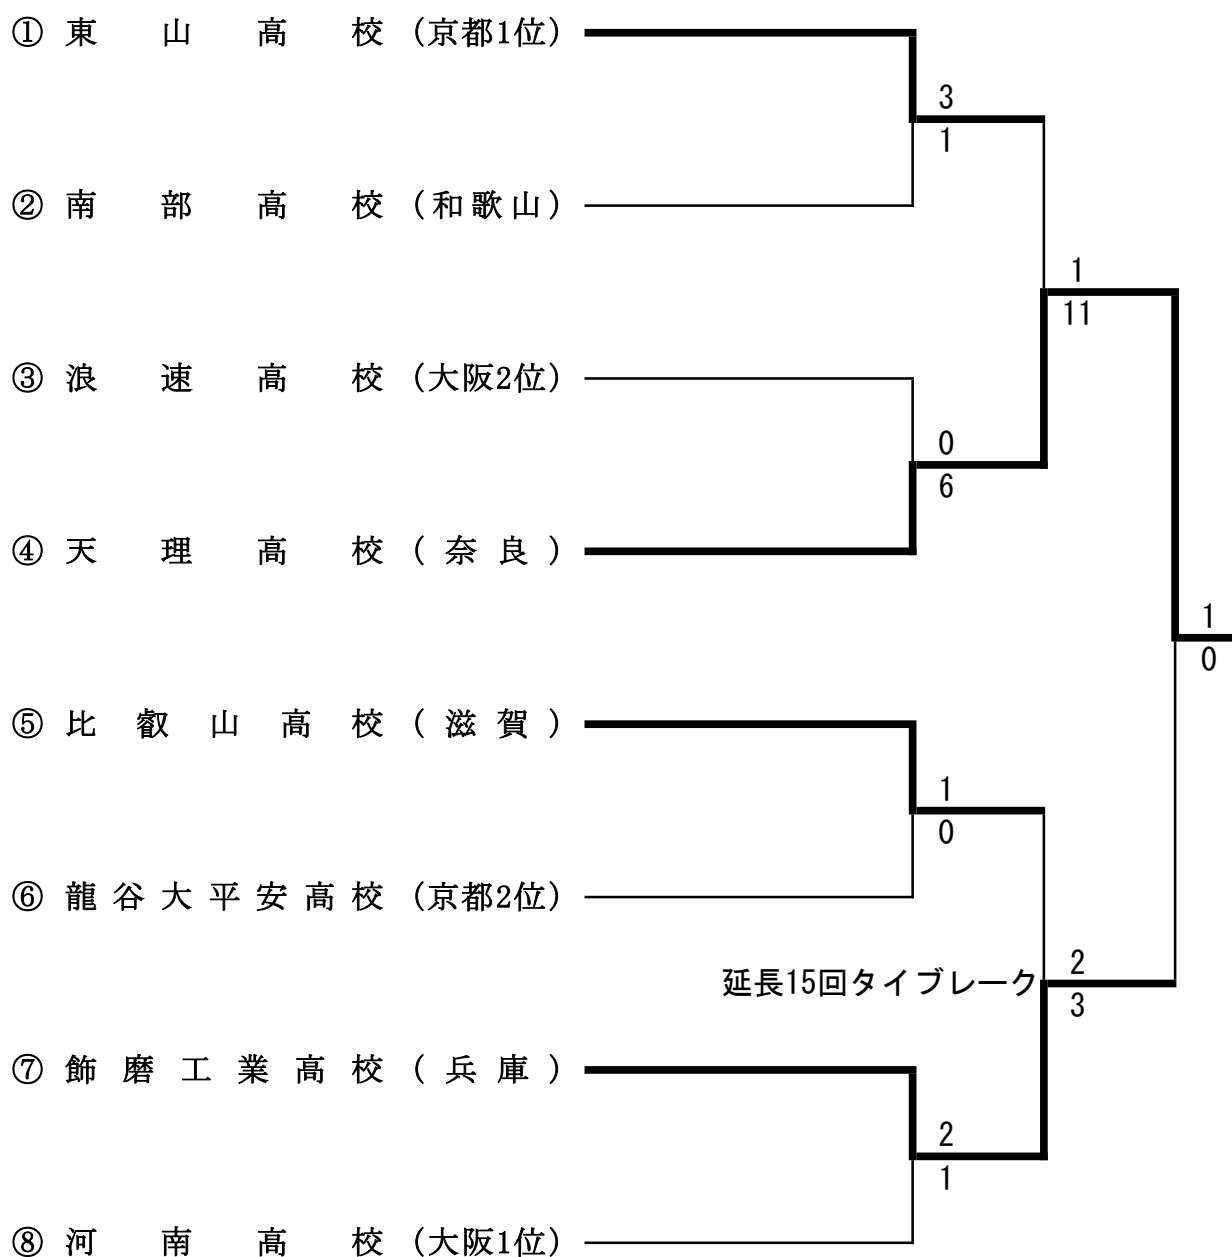 ① 東山高校 (京都1位)
3
1
② 南部高校 (和歌山)
1
11
③ 浪速高校 (大阪2位)
0
6
④ 天理高校 (奈良)
1
0
⑤ 比叡山高校 (滋賀)
1
0
⑥ 龍谷大平安高校 (京都2位)
延長15回タイブレーク
2
3
⑦ 飾磨工業高校 (兵庫)
2
1
⑧ 河南高校 (大阪1位)